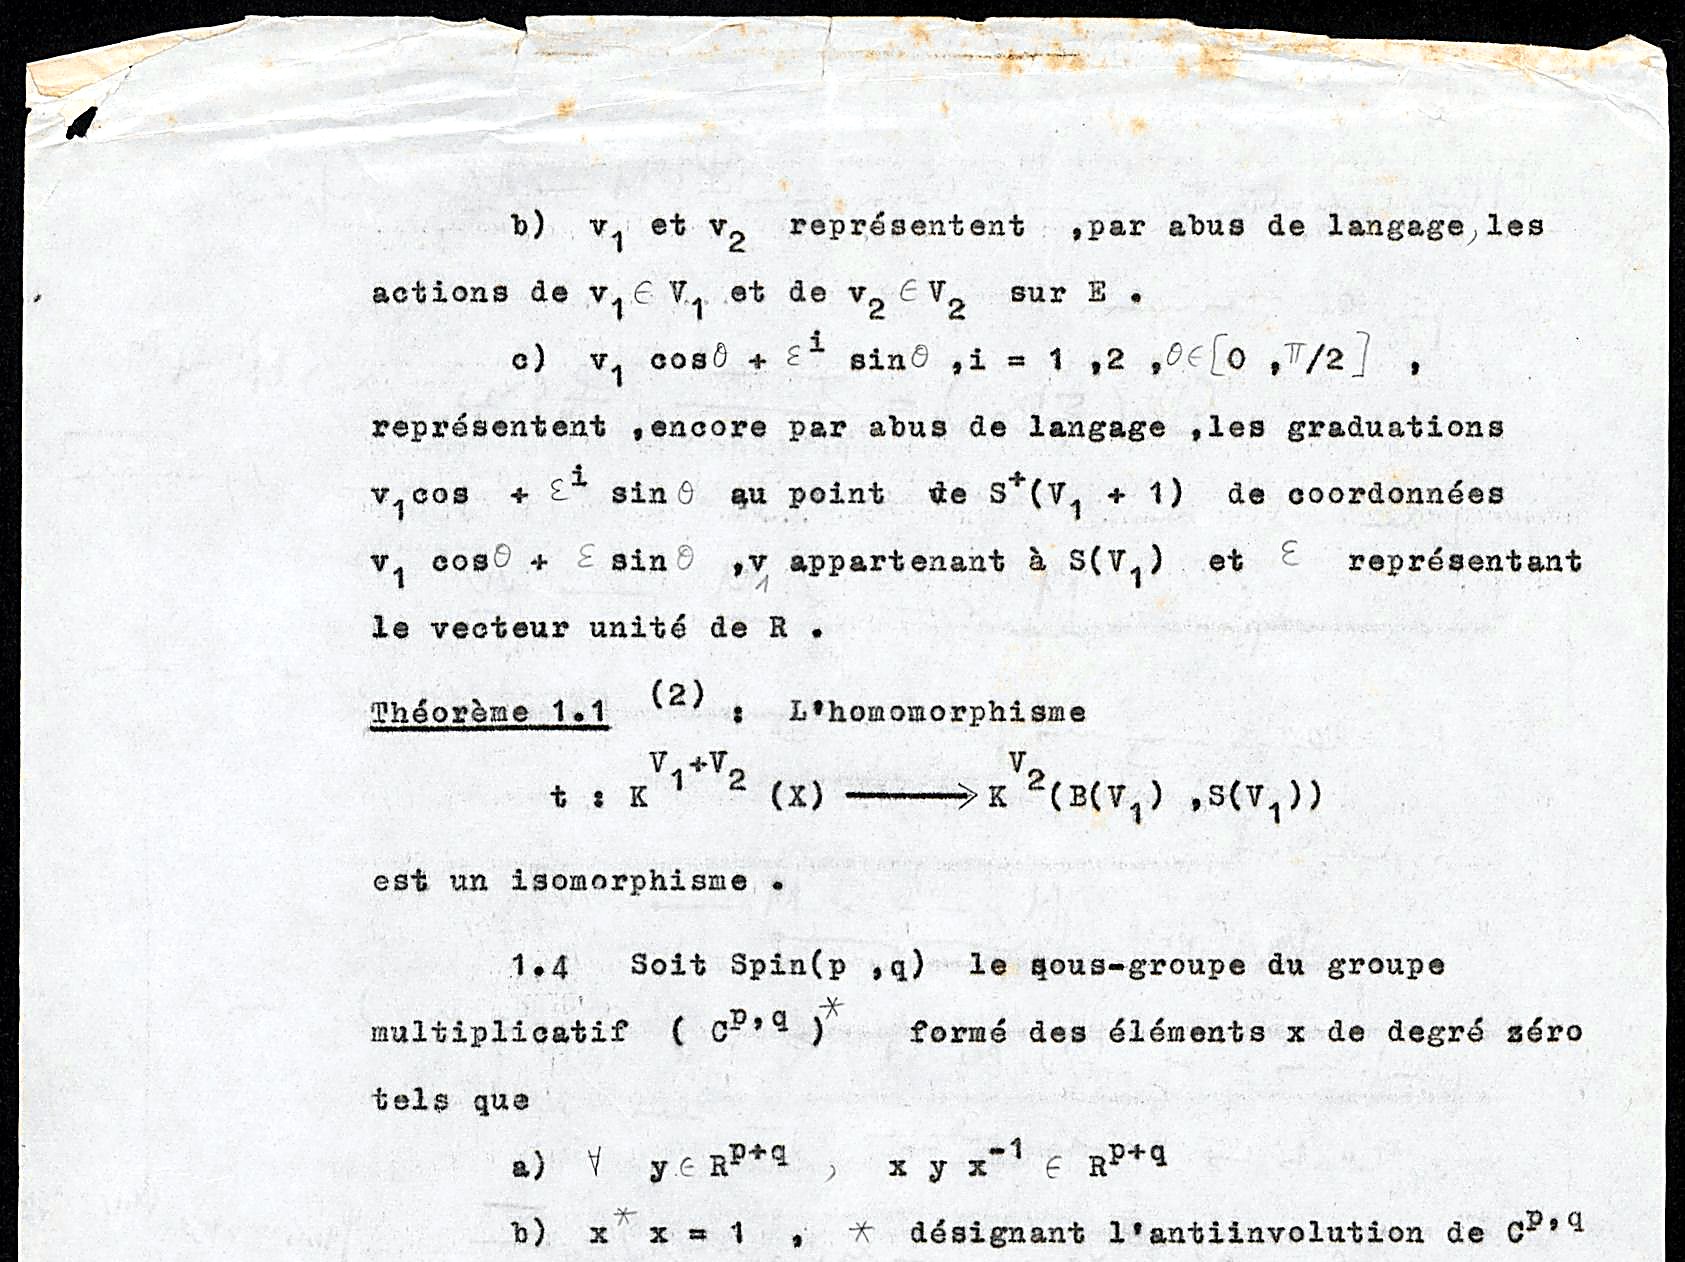 b) v₁ et v₂ représentent ,par abus de langage, les
actions de v₁ ∈ V₁ et de v₂ ∈ V₂ sur E .
c) v₁ cosθ + εⁱ sinθ ,i = 1 ,2 ,θ∈[0 ,π/2] ,
représentent ,encore par abus de langage ,les graduations
v₁cos + εⁱ sinθ au point de S⁺(V₁ + 1) de coordonnées
v₁ cosθ + ε sinθ ,v₁ appartenant à S(V₁) et ε représentant
le vecteur unité de R .
Théorème 1.1 (2) : L'homomorphisme
t : K^{V₁+V₂} (X) ⟶ K^{V₂}(B(V₁) ,S(V₁))
est un isomorphisme .
1.4 Soit Spin(p ,q) le sous-groupe du groupe
multiplicatif ( C^{p,q} )* formé des éléments x de degré zéro
tels que
a) ∀ y ∈ R^{p+q} , x y x⁻¹ ∈ R^{p+q}
b) x* x = 1 , * désignant l'antiinvolution de C^{p,q}